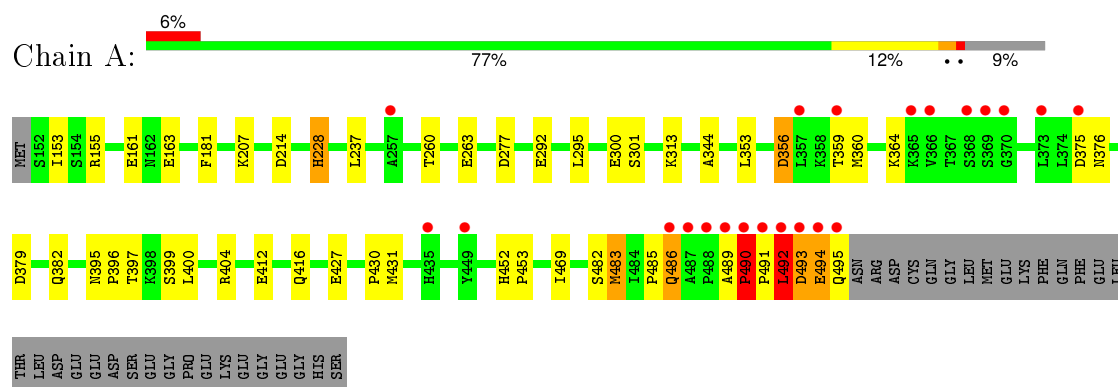 6%
Chain A:
77% 12% • • 9%
MET S152 I153 S154 R155 E161 N162 E163 F181 K207 D214 H228 L237 A257 T260 E263 D277 E292 L295 E300 S301 K313 A344 L353 D356 L357 K358 T359 M360 K364 K365 V366 T367 S368 S369 G370 L373 L374 D375 N376
D379 Q382 N395 P396 T397 K398 S399 L400 R404 E412 Q416 E427 P430 M431 H435 Y449 H452 P453 I469 S482 M483 I484 P485 Q486 A487 P488 A489 P490 P491 L492 D493 E494 Q495 ASN ARG ASP CYS GLN GLY LEU MET GLU LYS PHE GLN PHE GLU LEU
THR LEU ASP GLU GLU ASP SER GLU GLY PRO GLU LYS GLU GLY GLU GLY HIS SER